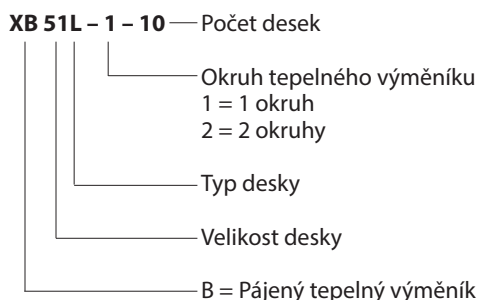 XB 51L – 1 – 10 Počet desek
Okruh tepelného výměníku
1 = 1 okruh
2 = 2 okruhy
Typ desky
Velikost desky
B = Pájený tepelný výměník